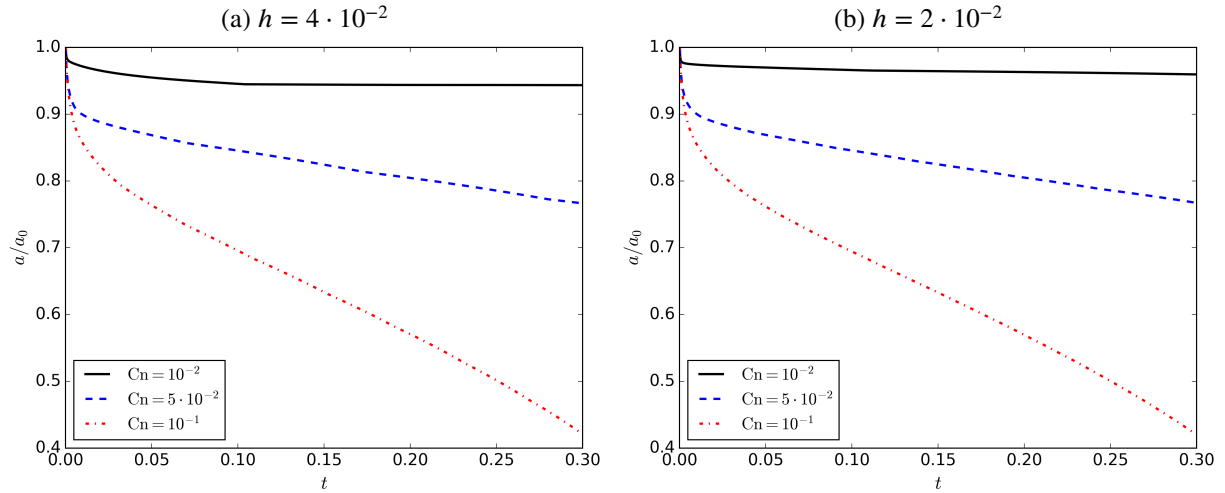 (a) h = 4 · 10⁻²
1.0
0.9
0.8
0.7
0.6
0.5
0.4
a/a₀
Cn = 10⁻²
Cn = 5 · 10⁻²
Cn = 10⁻¹
0.00 0.05 0.10 0.15 0.20 0.25 0.30
t
(b) h = 2 · 10⁻²
1.0
0.9
0.8
0.7
0.6
0.5
0.4
a/a₀
Cn = 10⁻²
Cn = 5 · 10⁻²
Cn = 10⁻¹
0.00 0.05 0.10 0.15 0.20 0.25 0.30
t